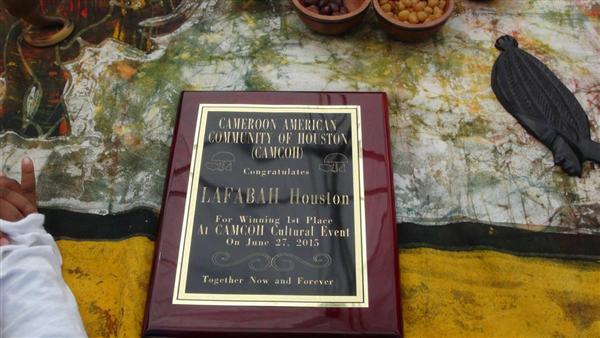 CAMEROON AMERICAN
COMMUNITY OF HOUSTON
(CAMCOH)
Congratulates
LAFABAH Houston
For Winning 1st Place
At CAMCOH Cultural Event
On June 27, 2015
Together Now and Forever